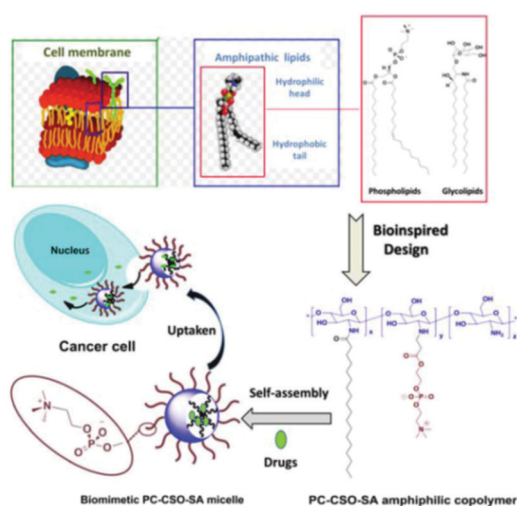 Cell membrane
Amphipathic lipids
Hydrophilic
head
Hydrophobic
tail
Phospholipids
Glycolipids
Bioinspired
Design
Nucleus
Uptaken
Cancer cell
Self-assembly
Drugs
Biomimetic PC-CSO-SA micelle
PC-CSO-SA amphiphilic copolymer